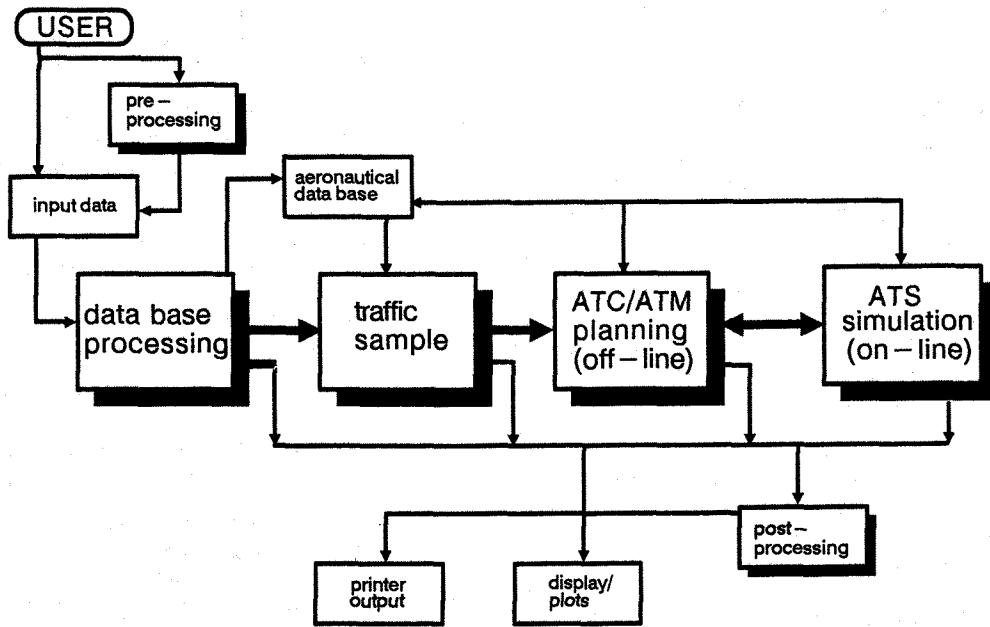 USER
pre–
processing
input data
aeronautical
data base
data base
processing
traffic
sample
ATC/ATM
planning
(off–line)
ATS
simulation
(on–line)
post–
processing
printer
output
display/
plots